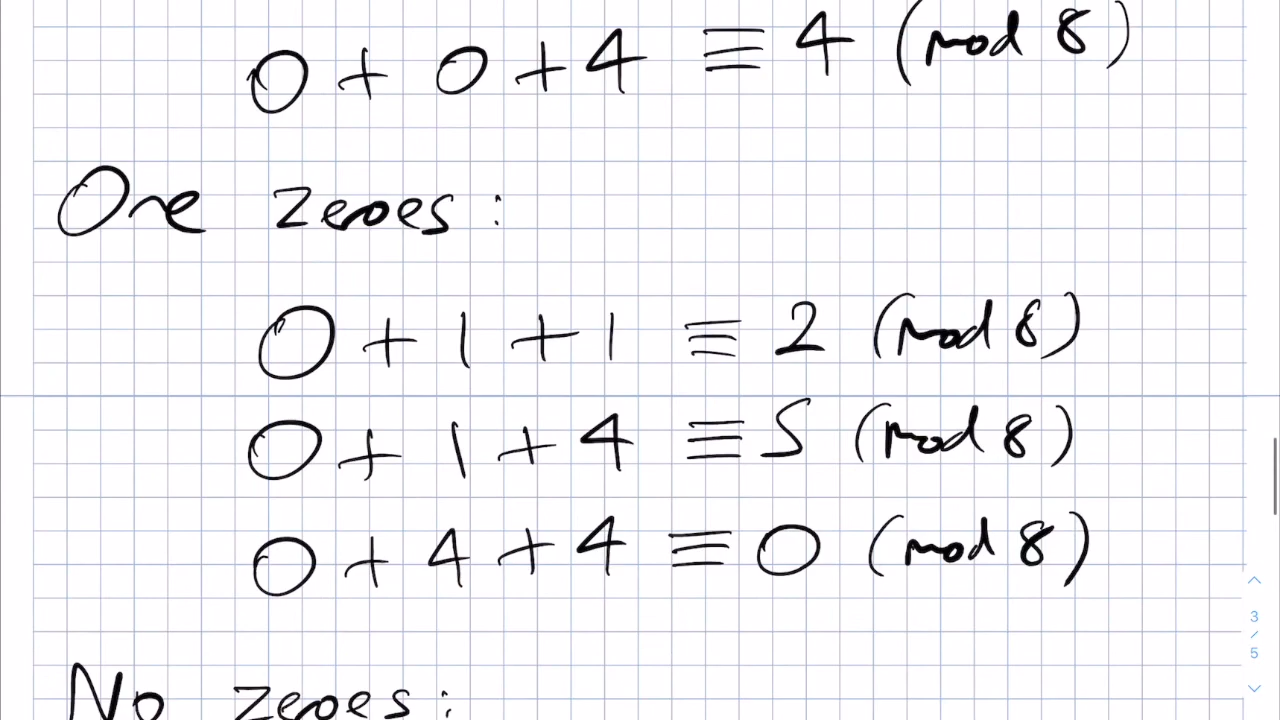 0 + 0 + 4 ≡ 4 (mod 8)
One zeroes:
0 + 1 + 1 ≡ 2 (mod 8)
0 + 1 + 4 ≡ 5 (mod 8)
0 + 4 + 4 ≡ 0 (mod 8)
3
/
5
No zeroes: